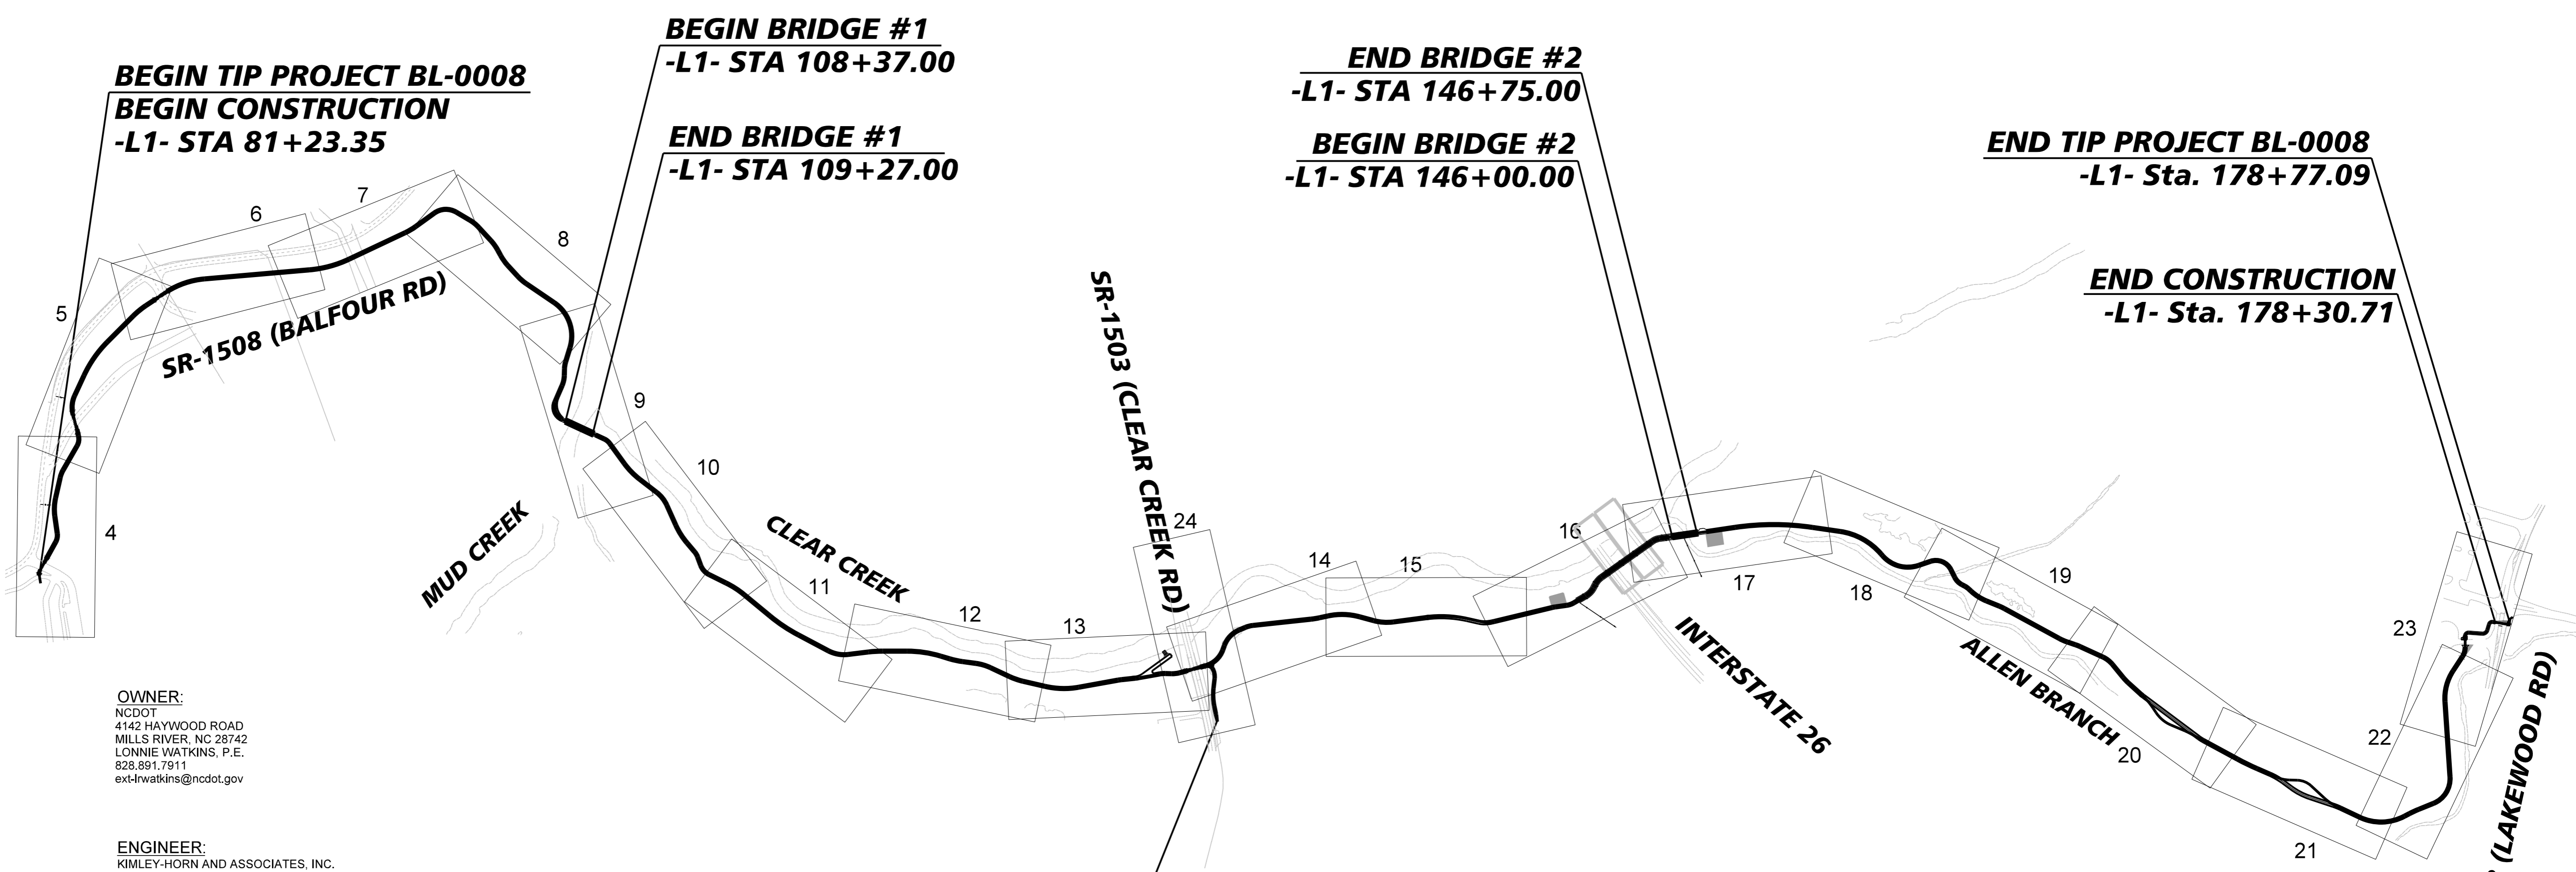 BEGIN BRIDGE #1
-L1- STA 108+37.00
END BRIDGE #2
-L1- STA 146+75.00
BEGIN TIP PROJECT BL-0008
BEGIN CONSTRUCTION
-L1- STA 81+23.35
END BRIDGE #1
-L1- STA 109+27.00
BEGIN BRIDGE #2
-L1- STA 146+00.00
END TIP PROJECT BL-0008
-L1- Sta. 178+77.09
END CONSTRUCTION
-L1- Sta. 178+30.71
4
5
6
7
8
9
10
11
12
13
24
14
15
16
17
18
19
20
21
22
23
SR-1508 (BALFOUR RD)
MUD CREEK
CLEAR CREEK
SR-1503 (CLEAR CREEK RD)
INTERSTATE 26
ALLEN BRANCH
(LAKEWOOD RD)
OWNER:
NCDOT
4142 HAYWOOD ROAD
MILLS RIVER, NC 28742
LONNIE WATKINS, P.E.
828.891.7911
ext-lrwatkins@ncdot.gov
ENGINEER:
KIMLEY-HORN AND ASSOCIATES, INC.